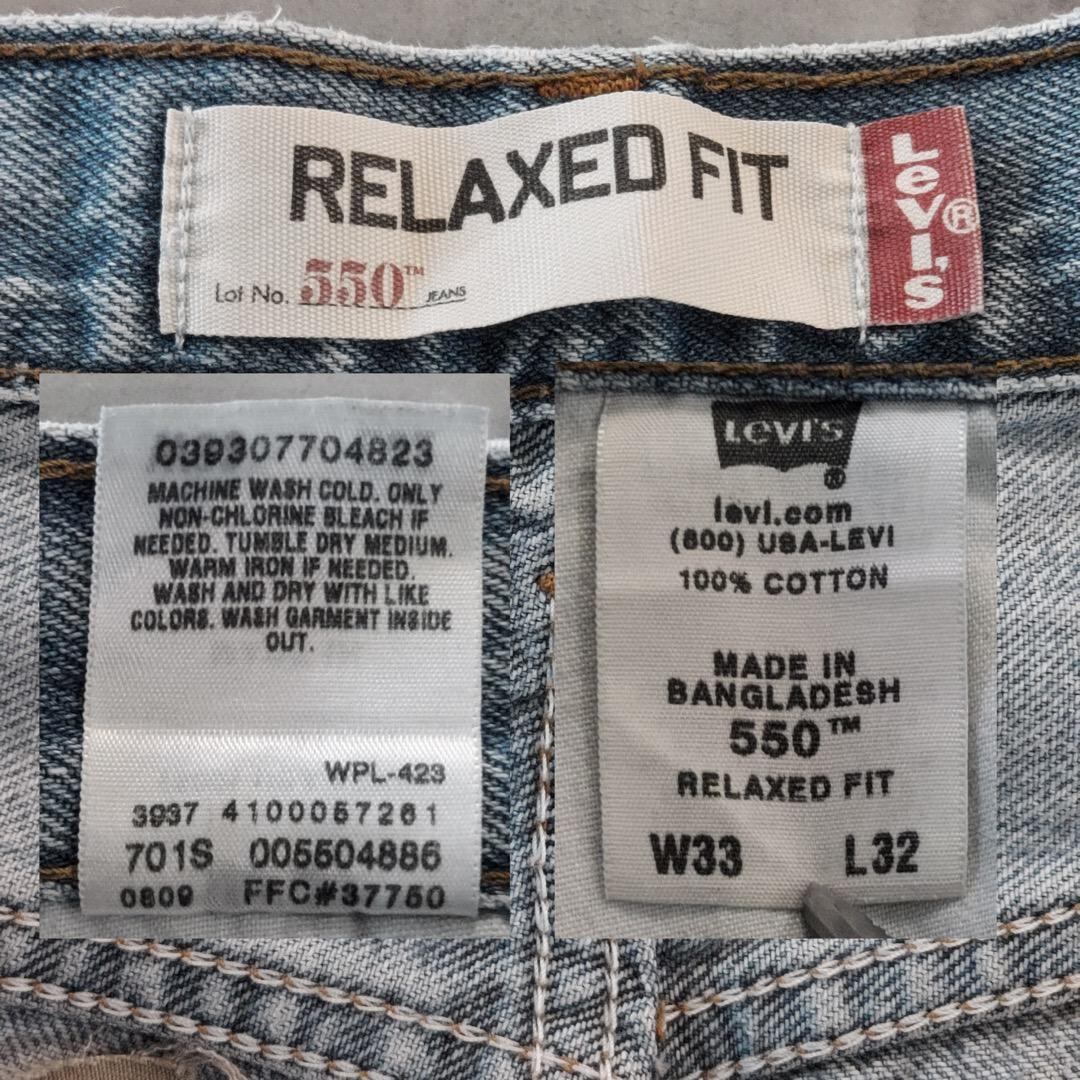 RELAXED FIT
Lot No. 550™ JEANS
Levi's®
039307704823
MACHINE WASH COLD. ONLY
NON-CHLORINE BLEACH IF
NEEDED. TUMBLE DRY MEDIUM.
WARM IRON IF NEEDED.
WASH AND DRY WITH LIKE
COLORS. WASH GARMENT INSIDE
OUT.
WPL-423
3937 4100057261
701S 005504886
0809 FFC#37750
LEVI'S
®
levi.com
(800) USA-LEVI
100% COTTON
MADE IN
BANGLADESH
550™
RELAXED FIT
W33 L32